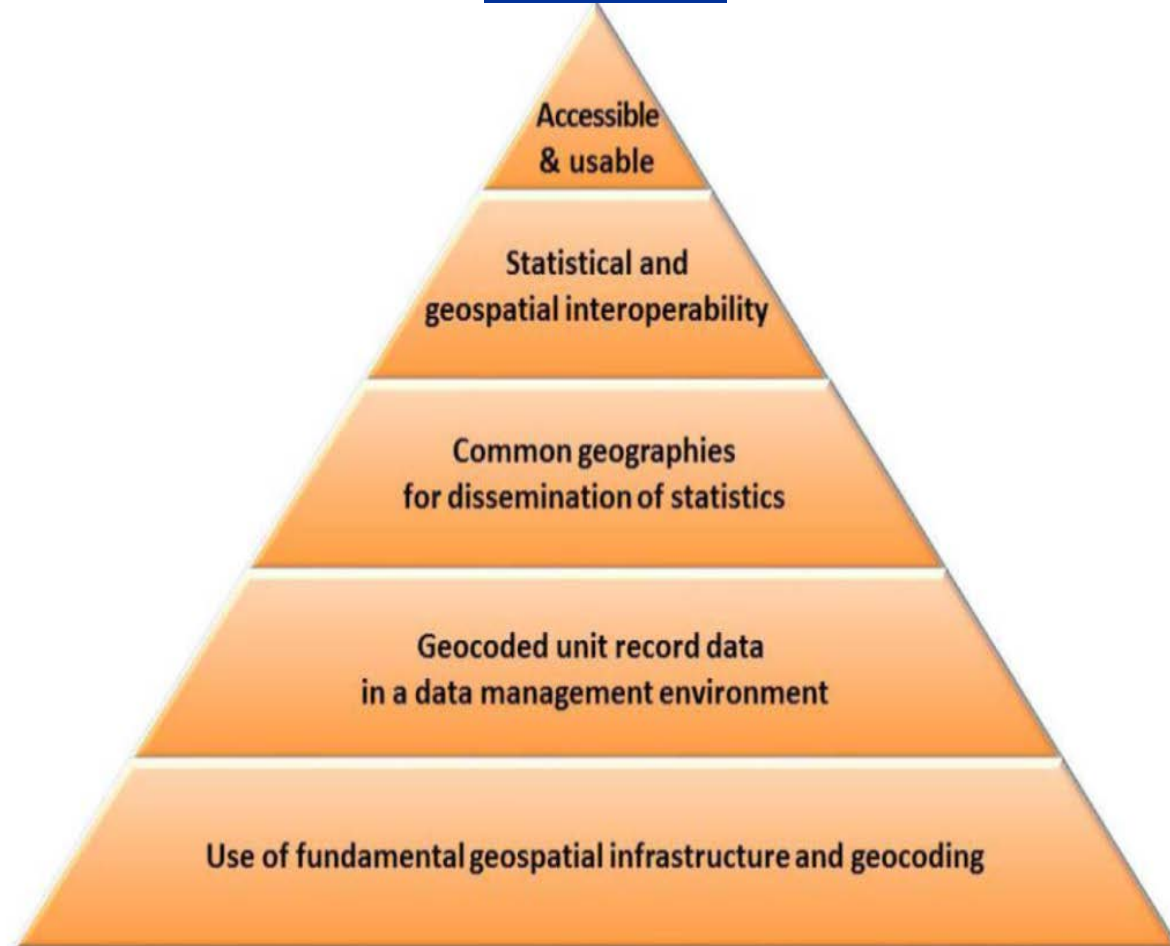 Accessible
& usable
Statistical and
geospatial interoperability
Common geographies
for dissemination of statistics
Geocoded unit record data
in a data management environment
Use of fundamental geospatial infrastructure and geocoding